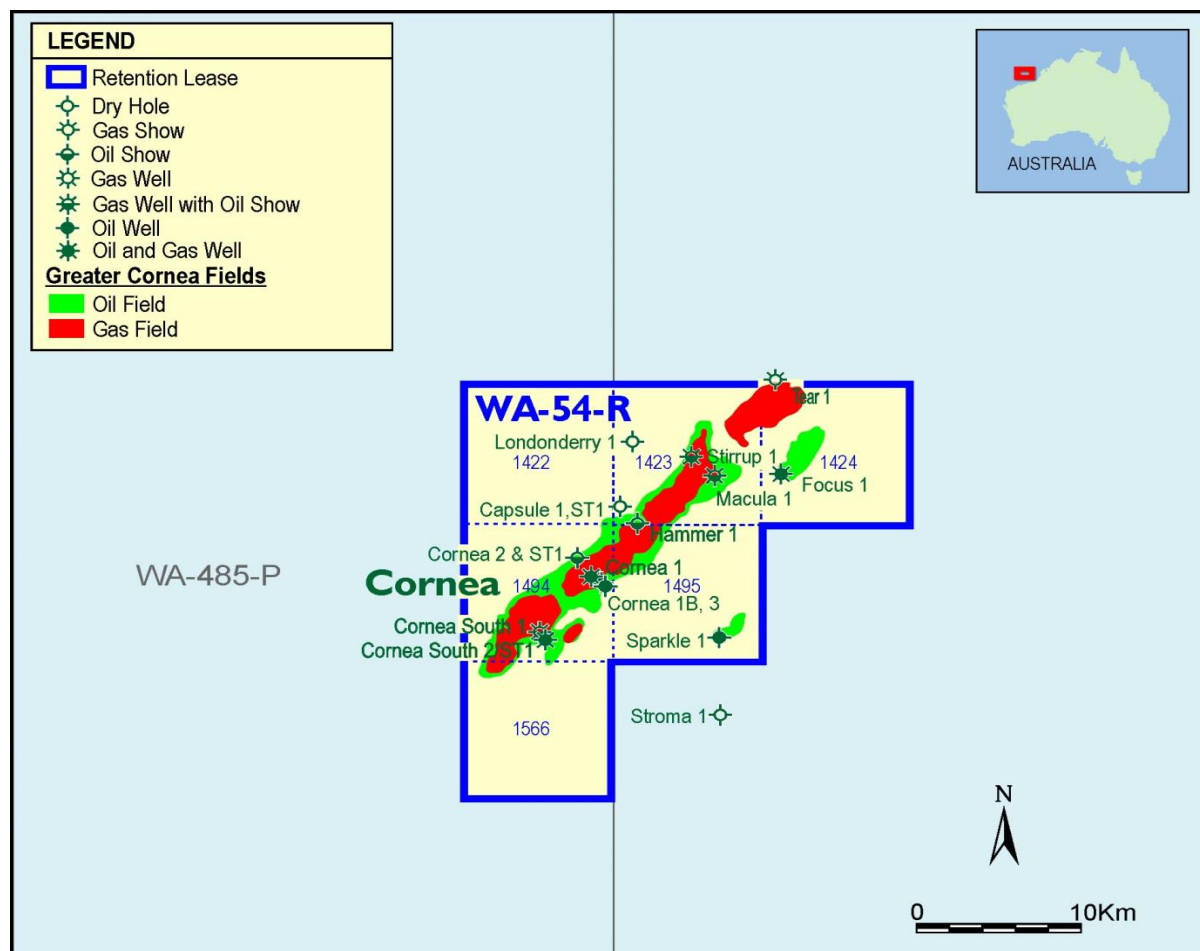 LEGEND
Retention Lease
Dry Hole
Gas Show
Oil Show
Gas Well
Gas Well with Oil Show
Oil Well
Oil and Gas Well
Greater Cornea Fields
Oil Field
Gas Field
AUSTRALIA
WA-54-R
Tear 1
Londonderry 1
1422
1423
Stirrup 1
1424
Macula 1
Focus 1
Capsule 1,ST1
Hammer 1
Cornea 2 & ST1
Cornea 1
WA-485-P
Cornea
1494
1495
Cornea 1B, 3
Cornea South 1
Sparkle 1
Cornea South 2/ST1
Stroma 1
1566
N
0
10Km